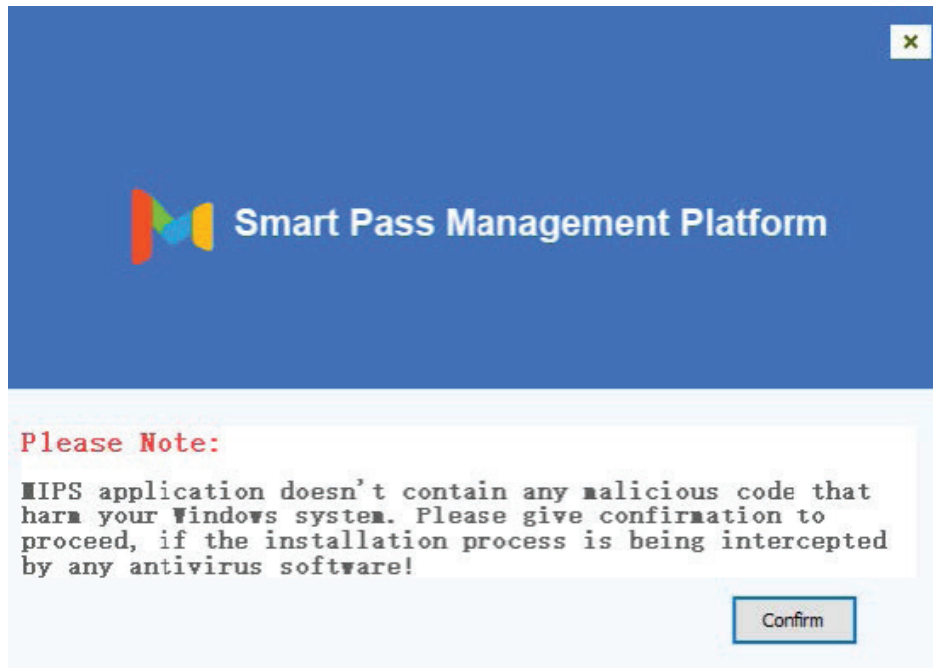 Smart Pass Management Platform
Please Note:
MIPS application doesn't contain any malicious code that
harm your Windows system. Please give confirmation to
proceed, if the installation process is being intercepted
by any antivirus software!
Confirm